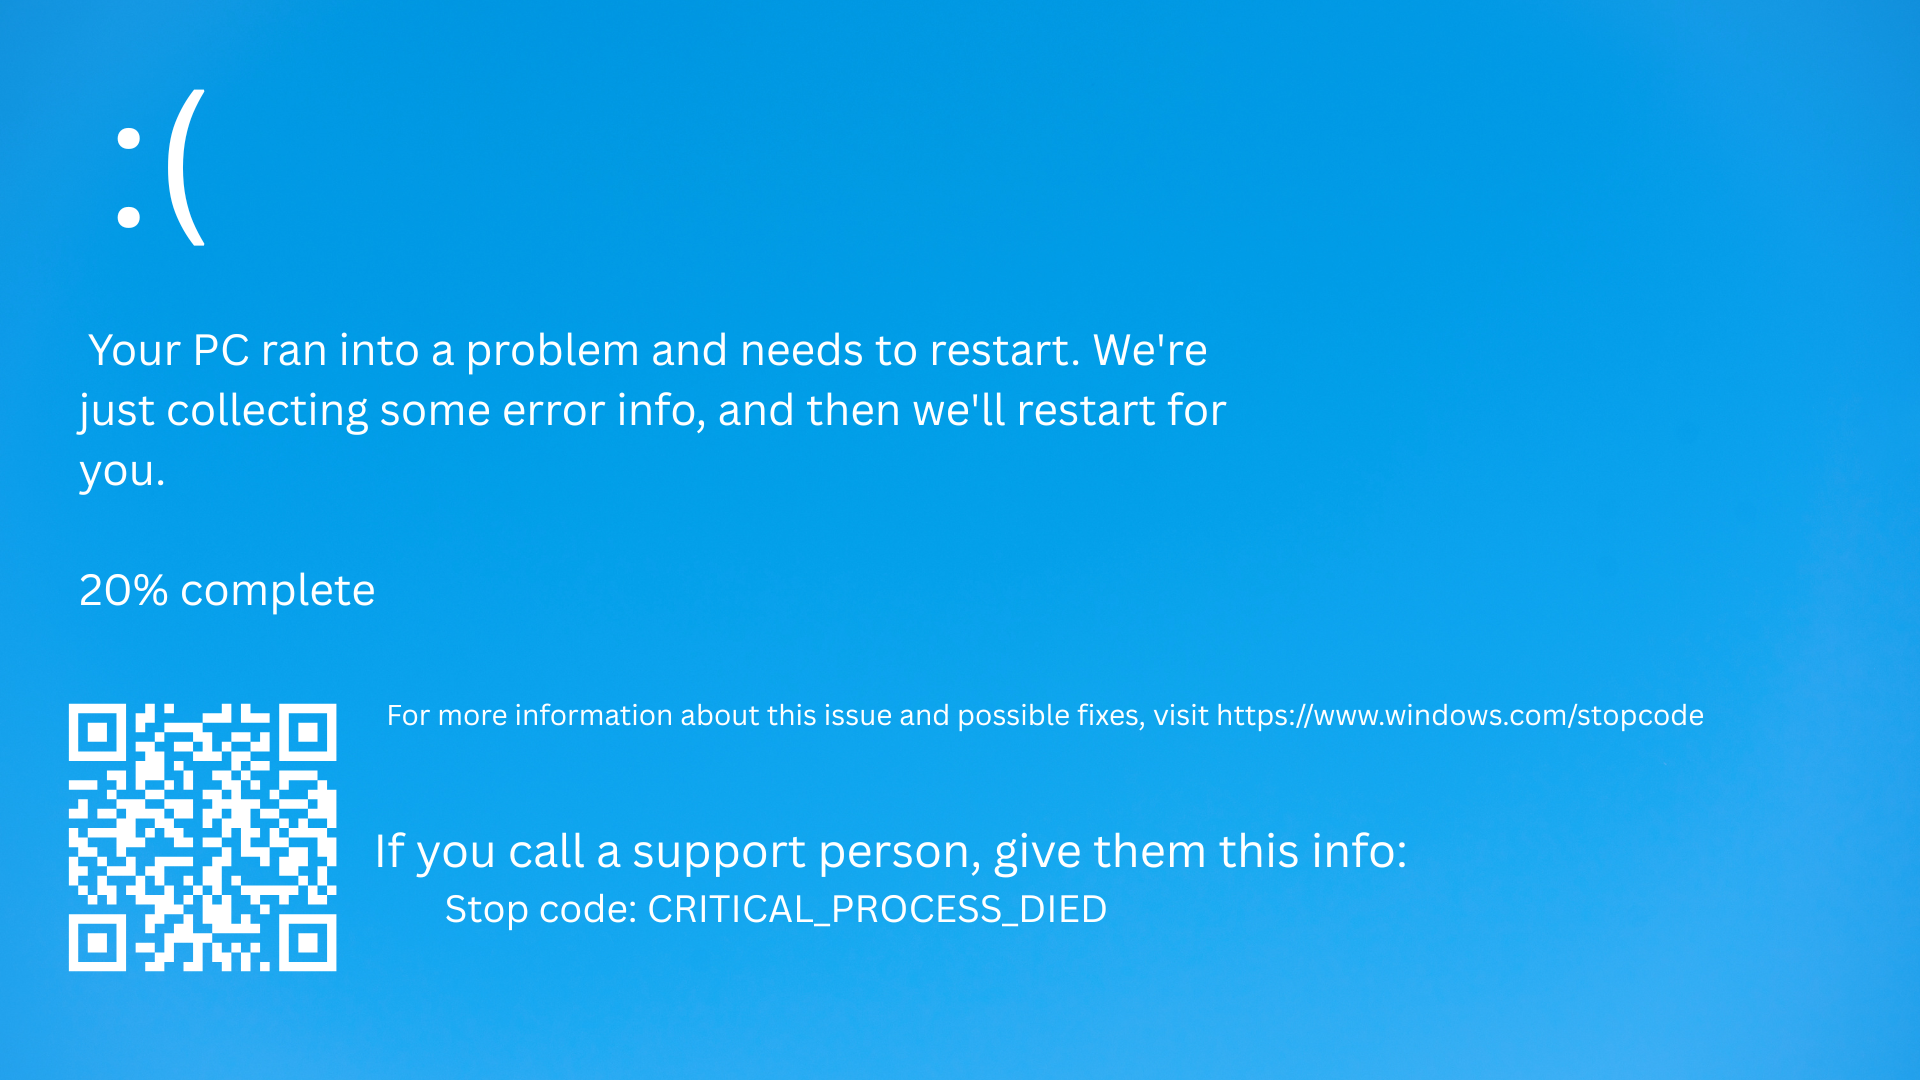 :(
Your PC ran into a problem and needs to restart. We're
just collecting some error info, and then we'll restart for
you.
20% complete
For more information about this issue and possible fixes, visit https://www.windows.com/stopcode
If you call a support person, give them this info:
Stop code: CRITICAL_PROCESS_DIED